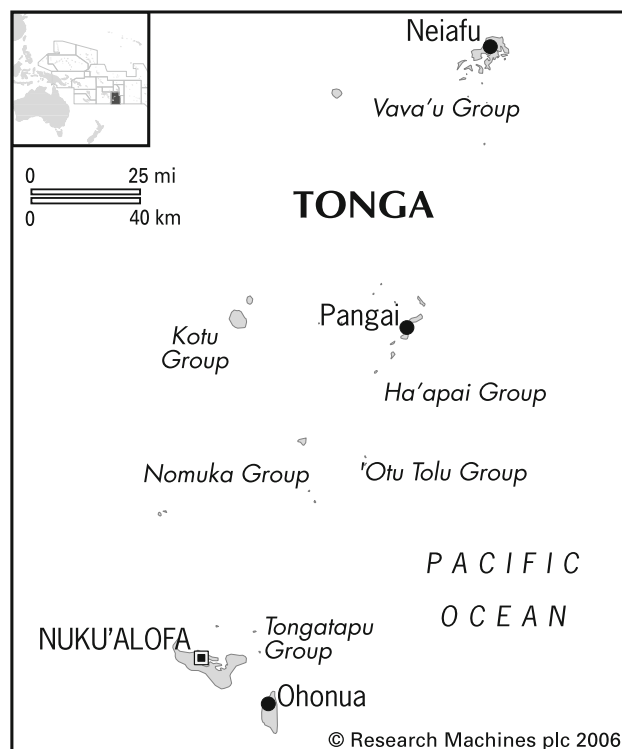 Neiafu
Vava'u Group
0 25 mi
0 40 km
TONGA
Pangai
Kotu
Group
Ha'apai Group
Nomuka Group
'Otu Tolu Group
PACIFIC
OCEAN
NUKU'ALOFA
Tongatapu
Group
Ohonua
© Research Machines plc 2006